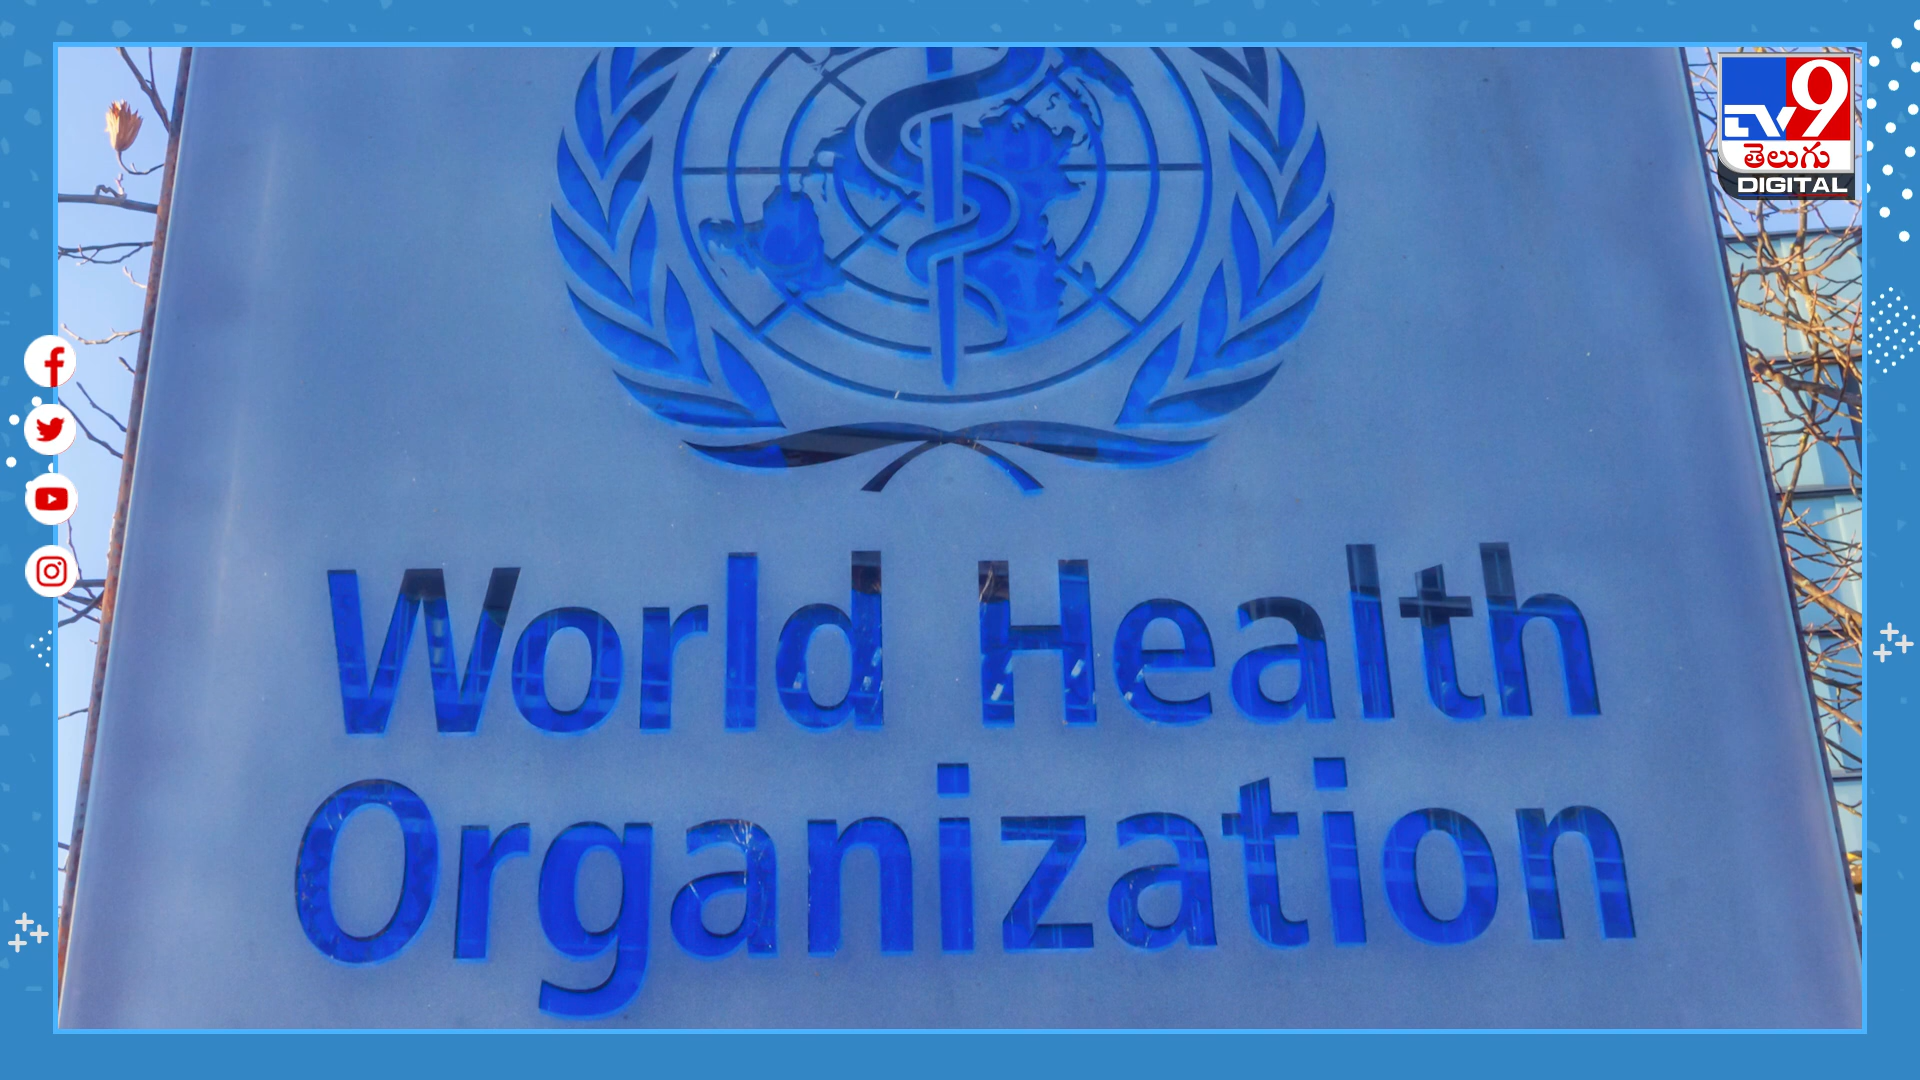 TV9
తెలుగు
DIGITAL
World Health
Organization